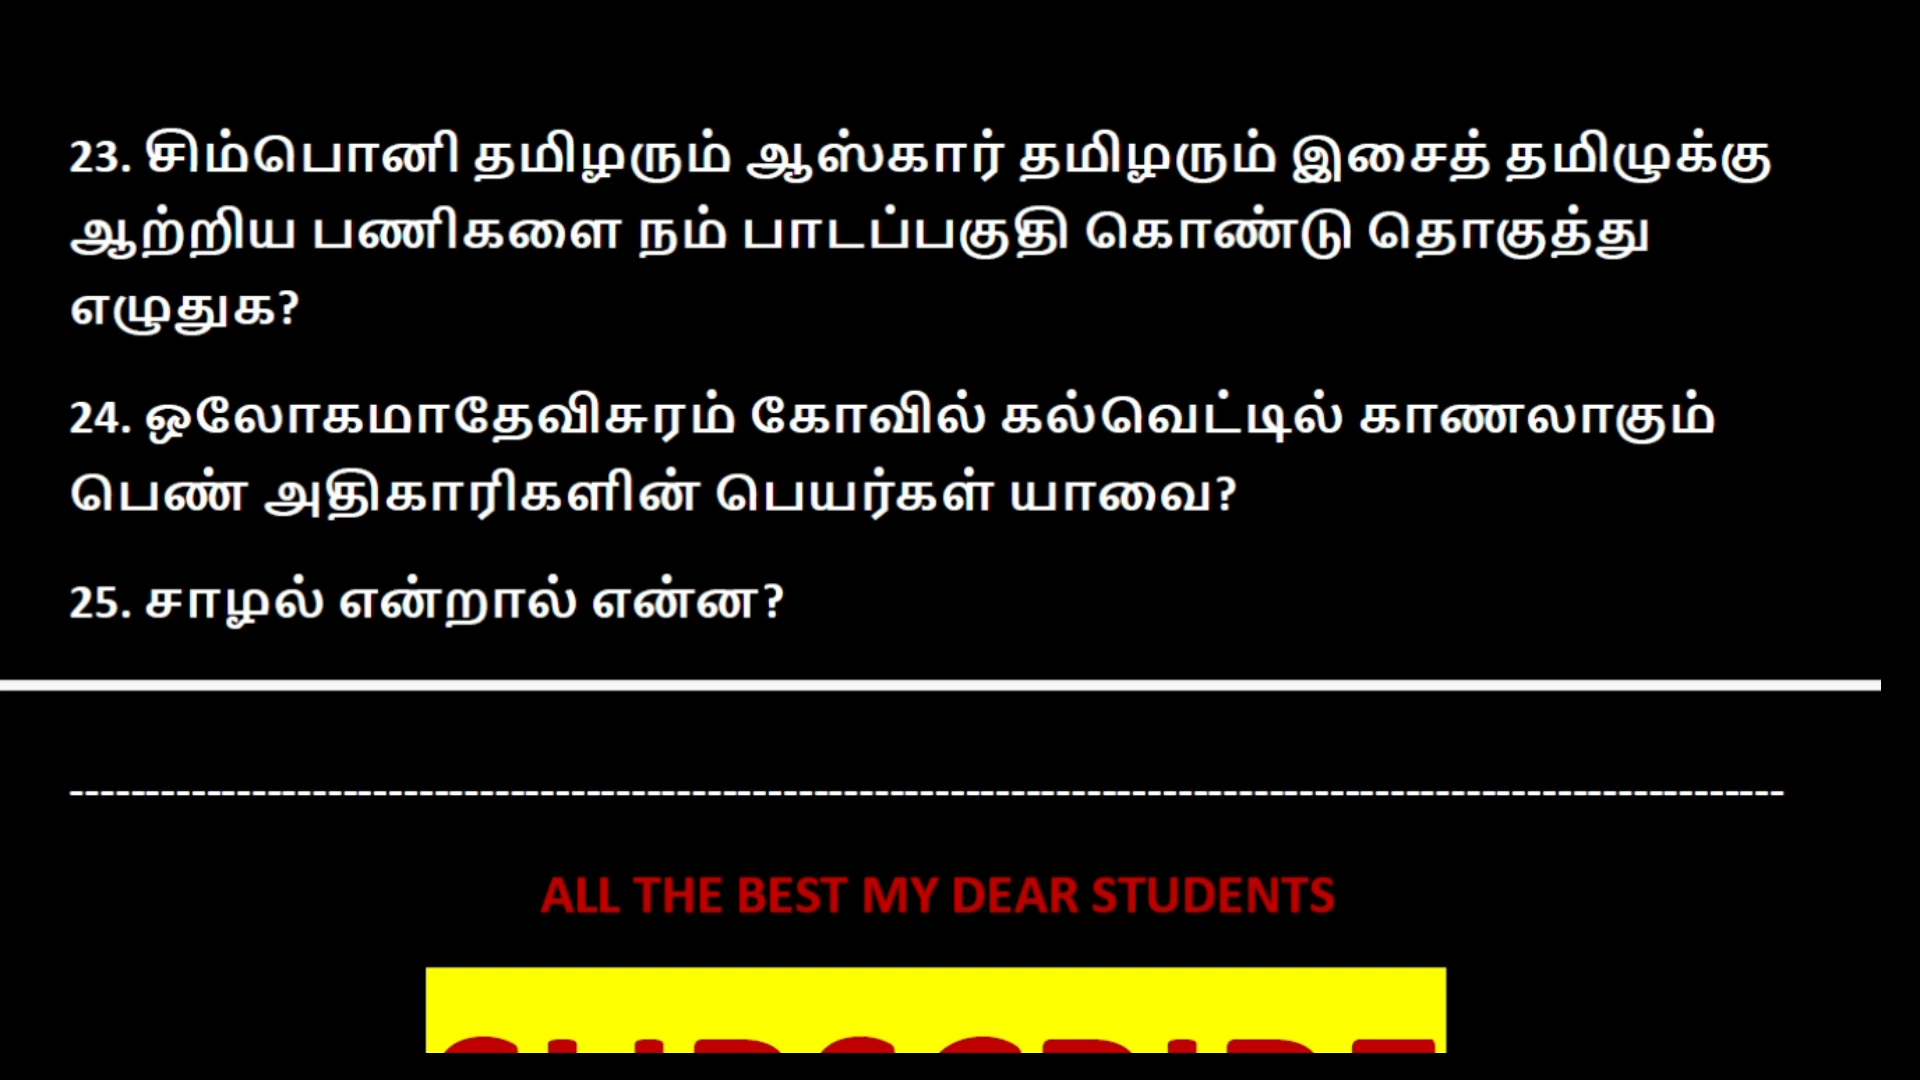 23. சிம்பொனி தமிழரும் ஆஸ்கார் தமிழரும் இசைத் தமிழுக்கு
ஆற்றிய பணிகளை நம் பாடப்பகுதி கொண்டு தொகுத்து
எழுதுக?
24. ஒலோகமாதேவிசுரம் கோவில் கல்வெட்டில் காணலாகும்
பெண் அதிகாரிகளின் பெயர்கள் யாவை?
25. சாழல் என்றால் என்ன?
--------------------------------------------------------------------------------------------------------------------
ALL THE BEST MY DEAR STUDENTS